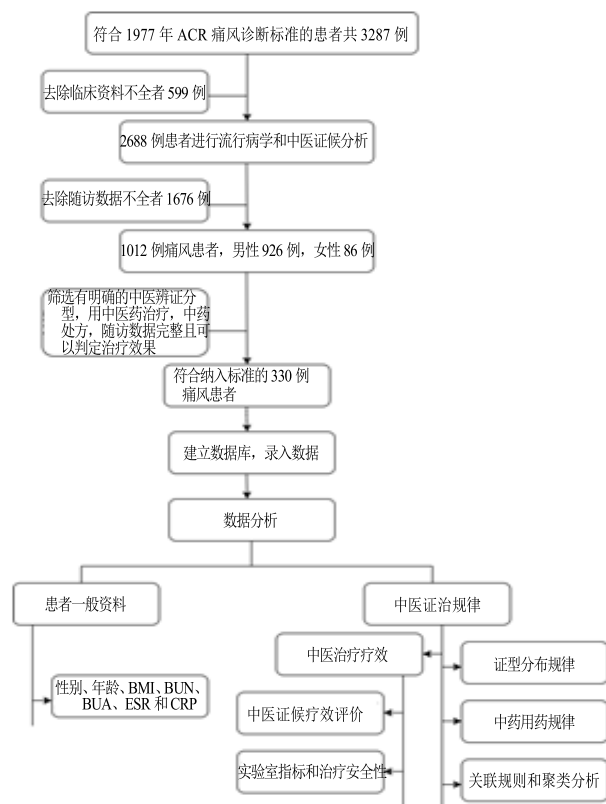 符合 1977 年 ACR 痛风诊断标准的患者共 3287 例
去除临床资料不全者 599 例
2688 例患者进行流行病学和中医证候分析
去除随访数据不全者 1676 例
1012 例痛风患者，男性 926 例，女性 86 例
筛选有明确的中医辨证分
型，用中医药治疗，中药
处方，随访数据完整且可
以判定治疗效果
符合纳入标准的 330 例
痛风患者
建立数据库，录入数据
数据分析
患者一般资料
中医证治规律
中医治疗疗效
证型分布规律
性别、年龄、BMI、BUN、
BUA、ESR 和 CRP
中医证候疗效评价
中药用药规律
实验室指标和治疗安全性
关联规则和聚类分析